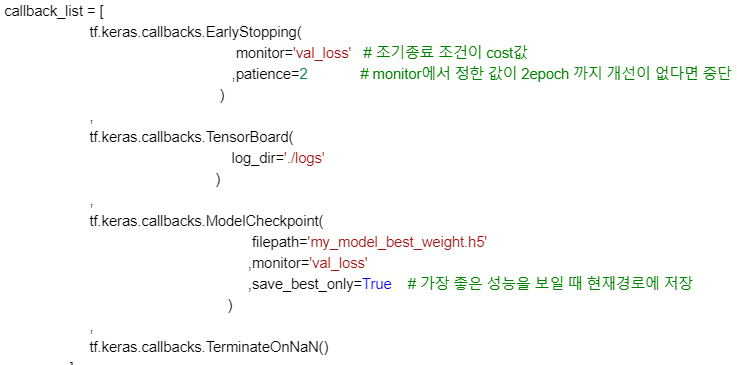 callback_list = [
tf.keras.callbacks.EarlyStopping(
monitor='val_loss' # 조기종료 조건이 cost값
,patience=2 # monitor에서 정한 값이 2epoch 까지 개선이 없다면 중단
)
,
tf.keras.callbacks.TensorBoard(
log_dir='./logs'
)
,
tf.keras.callbacks.ModelCheckpoint(
filepath='my_model_best_weight.h5'
,monitor='val_loss'
,save_best_only=True # 가장 좋은 성능을 보일 때 현재경로에 저장
)
,
tf.keras.callbacks.TerminateOnNaN()
]